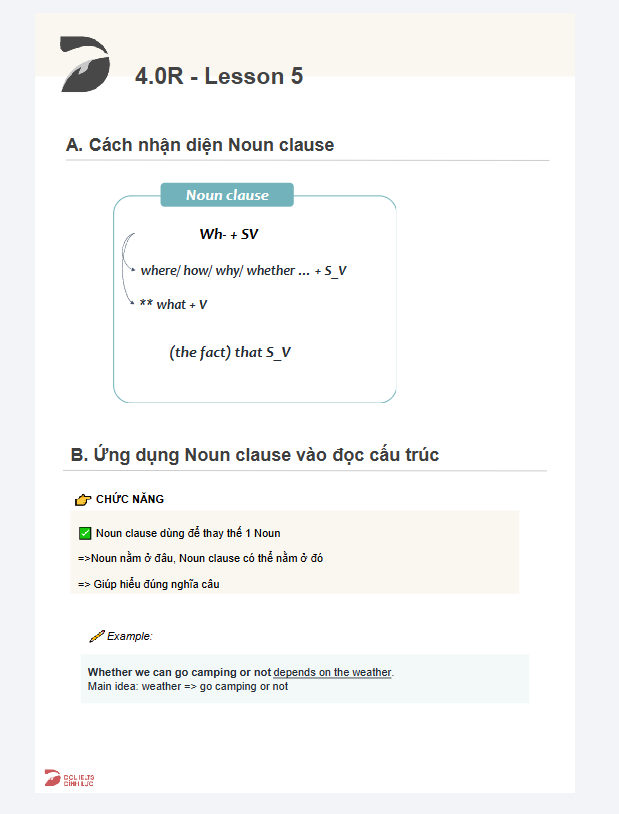 4.0R - Lesson 5
A. Cách nhận diện Noun clause
Noun clause
Wh- + SV
where/ how/ why/ whether ... + S_V
** what + V
(the fact) that S_V
B. Ứng dụng Noun clause vào đọc cấu trúc
CHỨC NĂNG
Noun clause dùng để thay thế 1 Noun
=>Noun nằm ở đâu, Noun clause có thể nằm ở đó
=> Giúp hiểu đúng nghĩa câu
Example:
Whether we can go camping or not depends on the weather.
Main idea: weather => go camping or not
DOL IELTS
ĐÌNH LỰC